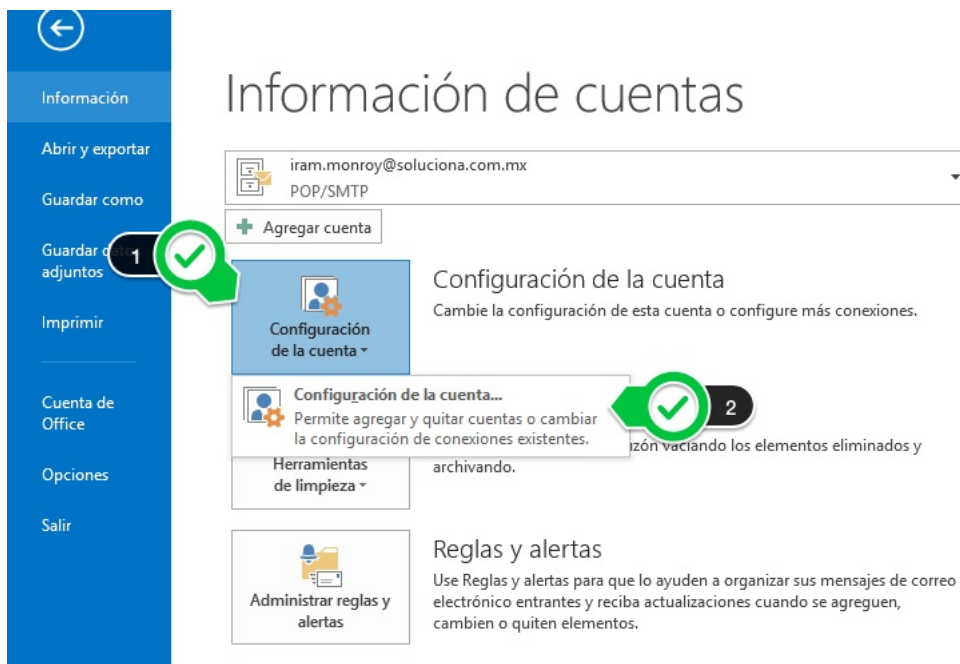 Información de cuentas
Información
Abrir y exportar
Guardar como
Guardar
adjuntos
Imprimir
Cuenta de
Office
Opciones
Salir
iram.monroy@soluciona.com.mx
POP/SMTP
Agregar cuenta
1
Configuración
de la cuenta
Configuración de la cuenta
Cambie la configuración de esta cuenta o configure más conexiones.
Configuración de la cuenta...
Permite agregar y quitar cuentas o cambiar
la configuración de conexiones existentes.
2
vaciando los elementos eliminados y
archivando.
Herramientas
de limpieza
Administrar reglas y
alertas
Reglas y alertas
Use Reglas y alertas para que lo ayuden a organizar sus mensajes de correo
electrónico entrantes y reciba actualizaciones cuando se agreguen,
cambien o quiten elementos.